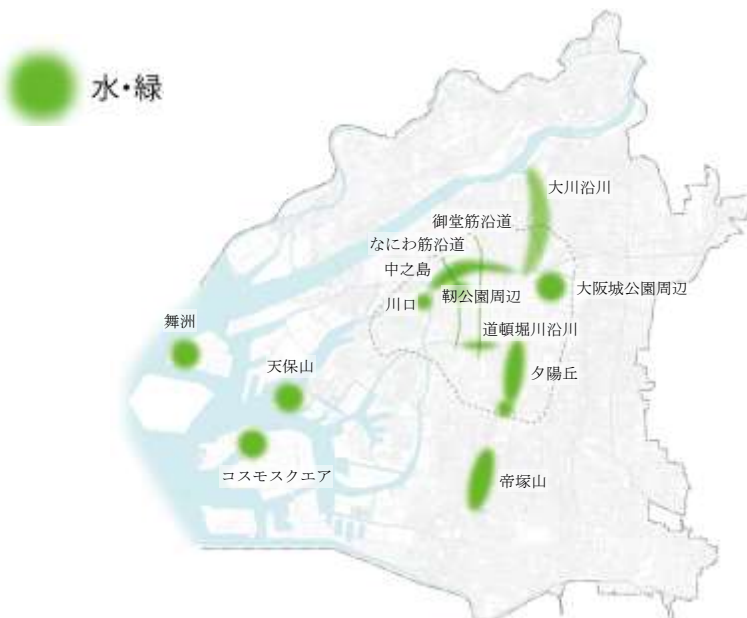 水・緑
大川沿川
御堂筋沿道
なにわ筋沿道
中之島
大阪城公園周辺
靭公園周辺
川口
舞洲
道頓堀川沿川
天保山
夕陽丘
コスモスクエア
帝塚山